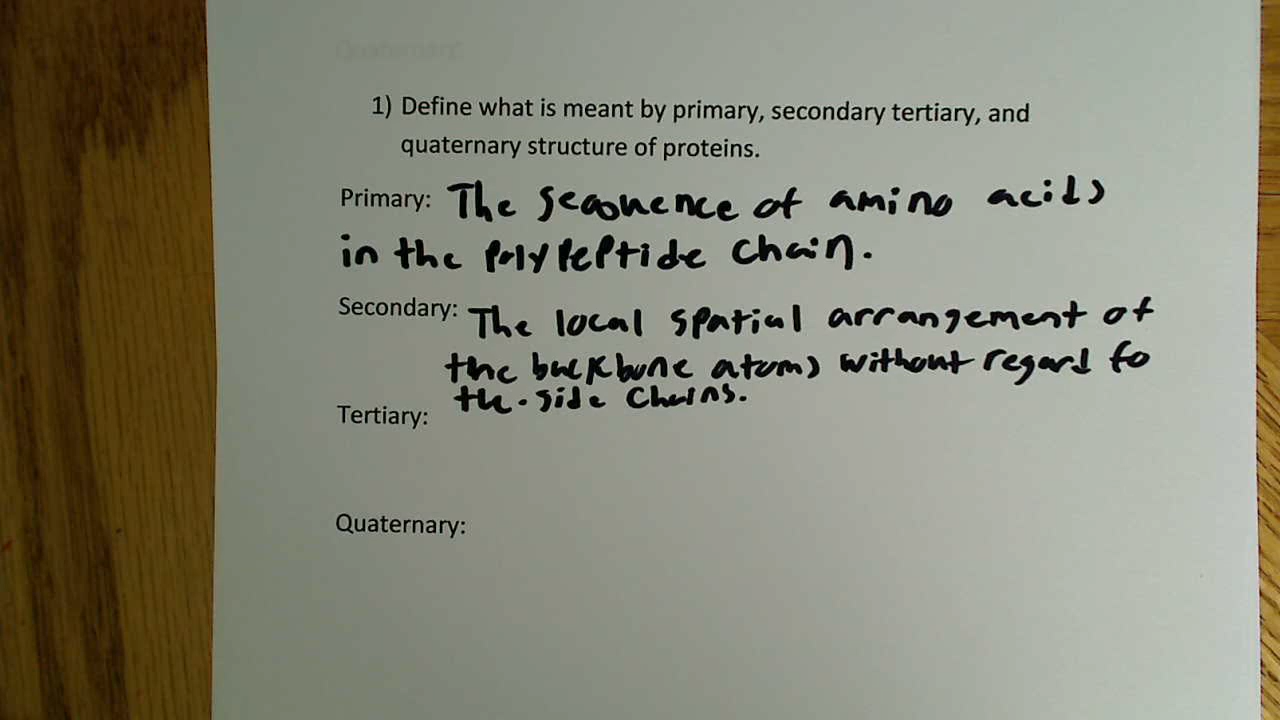 Quaternary:
1) Define what is meant by primary, secondary tertiary, and
quaternary structure of proteins.
Primary: The sequence of amino acids
in the polypeptide chain.
Secondary: The local spatial arrangement of
the backbone atoms without regard to
the side chains.
Tertiary:
Quaternary: